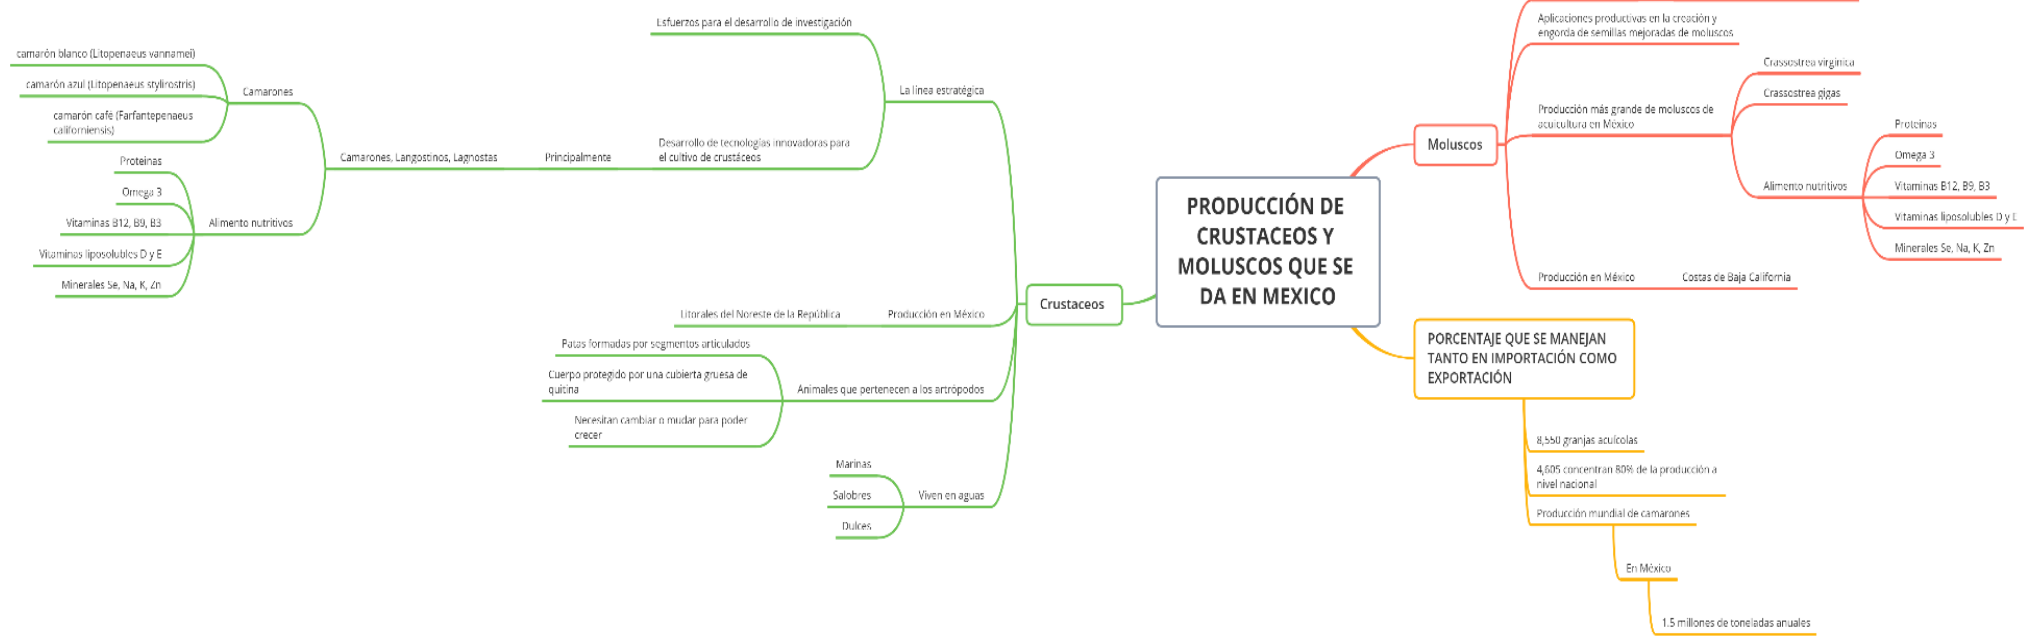 PRODUCCIÓN DE
CRUSTACEOS Y
MOLUSCOS QUE SE
DA EN MEXICO
Crustaceos
La línea estratégica
Esfuerzos para el desarrollo de investigación
Desarrollo de tecnologías innovadoras para
el cultivo de crustáceos
Principalmente
Camarones, Langostinos, Lagnostas
Camarones
camarón blanco (Litopenaeus vannamei)
camarón azul (Litopenaeus stylirostris)
camarón café (Farfantepenaeus
californiensis)
Alimento nutritivos
Proteinas
Omega 3
Vitaminas B12, B9, B3
Vitaminas liposolubles D y E
Minerales Se, Na, K, Zn
Producción en México
Litorales del Noreste de la República
Animales que pertenecen a los artrópodos
Patas formadas por segmentos articulados
Cuerpo protegido por una cubierta gruesa de
quitina
Necesitan cambiar o mudar para poder
crecer
Viven en aguas
Marinas
Salobres
Dulces
Moluscos
Aplicaciones productivas en la creación y
engorda de semillas mejoradas de moluscos
Producción más grande de moluscos de
acuicultura en México
Crassostrea virginica
Crassostrea gigas
Alimento nutritivos
Proteinas
Omega 3
Vitaminas B12, B9, B3
Vitaminas liposolubles D y E
Minerales Se, Na, K, Zn
Producción en México
Costas de Baja California
PORCENTAJE QUE SE MANEJAN
TANTO EN IMPORTACIÓN COMO
EXPORTACIÓN
8,550 granjas acuícolas
4,605 concentran 80% de la producción a
nivel nacional
Producción mundial de camarones
En México
1.5 millones de toneladas anuales